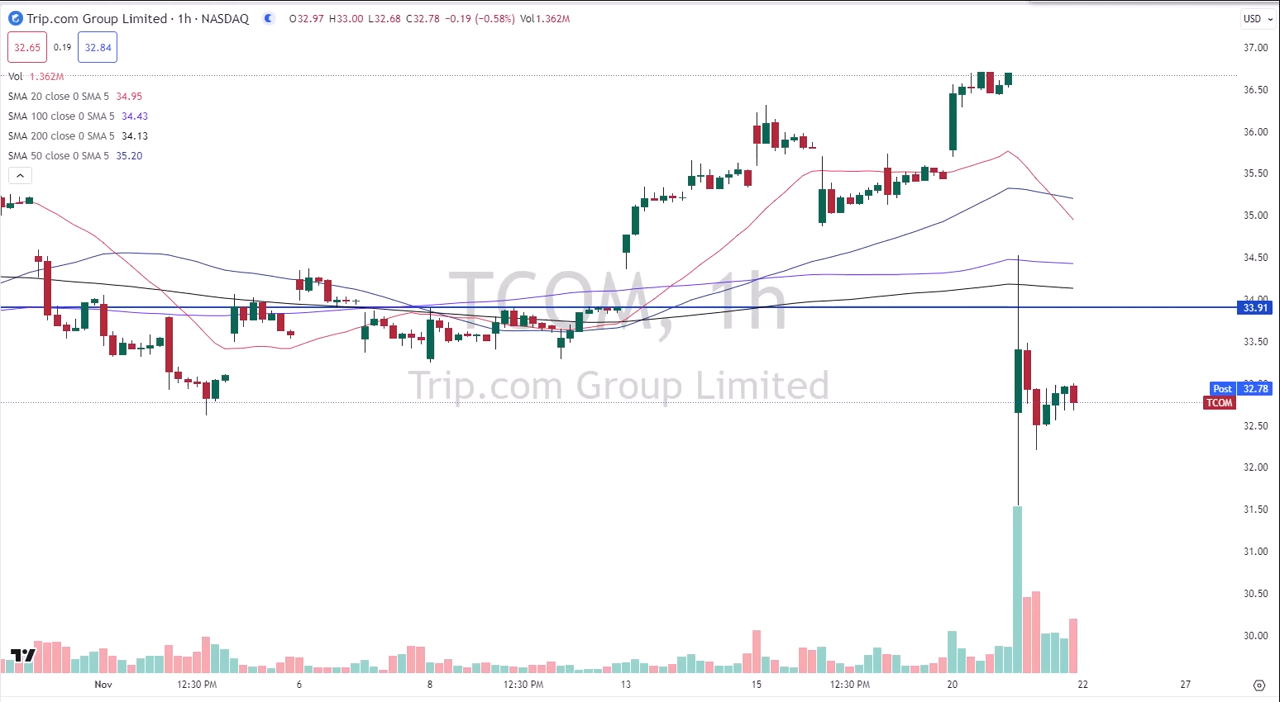 Trip.com Group Limited · 1h · NASDAQ O32.97 H33.00 L32.68 C32.78 −0.19 (−0.58%) Vol1.362M
USD
32.65 0.19 32.84
Vol 1.362M
SMA 20 close 0 SMA 5 34.95
SMA 100 close 0 SMA 5 34.43
SMA 200 close 0 SMA 5 34.13
SMA 50 close 0 SMA 5 35.20
TCOM, 1h
Trip.com Group Limited
37.00
36.50
36.00
35.50
35.00
34.50
34.00
33.91
33.50
Post 32.78
TCOM
32.50
32.00
31.50
31.00
30.50
30.00
Nov 12:30 PM 6 8 12:30 PM 13 15 12:30 PM 20 22 27